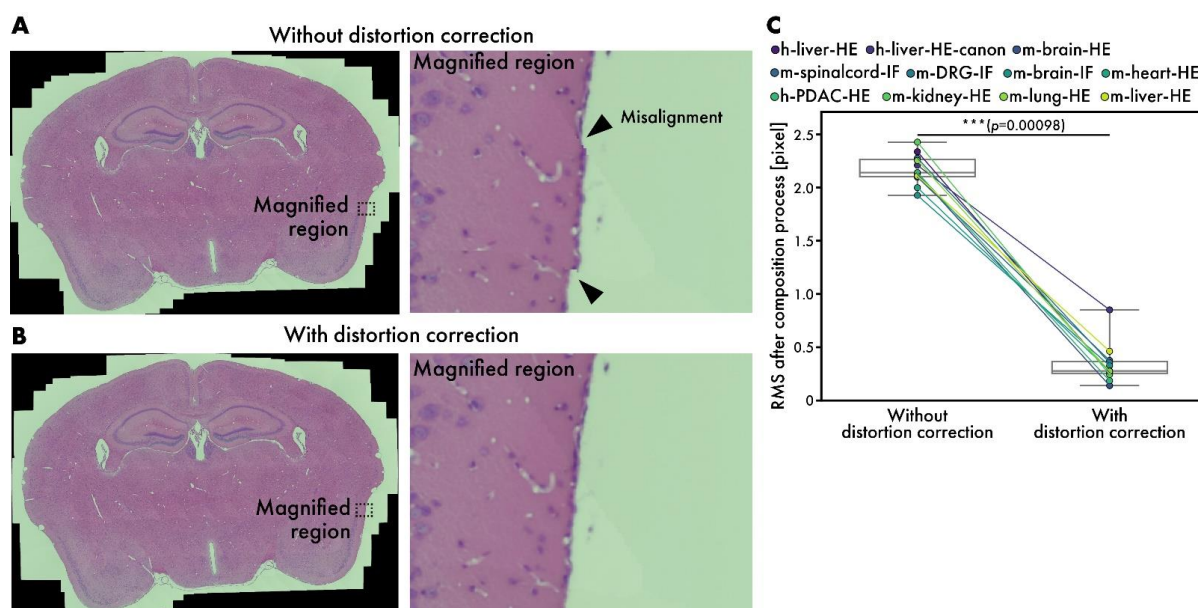 A
Without distortion correction
Magnified
region
Magnified region
Misalignment
B
With distortion correction
Magnified
region
Magnified region
C
h-liver-HE h-liver-HE-canon m-brain-HE
m-spinalcord-IF m-DRG-IF m-brain-IF m-heart-HE
h-PDAC-HE m-kidney-HE m-lung-HE m-liver-HE
***(p=0.00098)
RMS after composition process [pixel]
2.5
2.0
1.5
1.0
0.5
0
Without
distortion correction
With
distortion correction